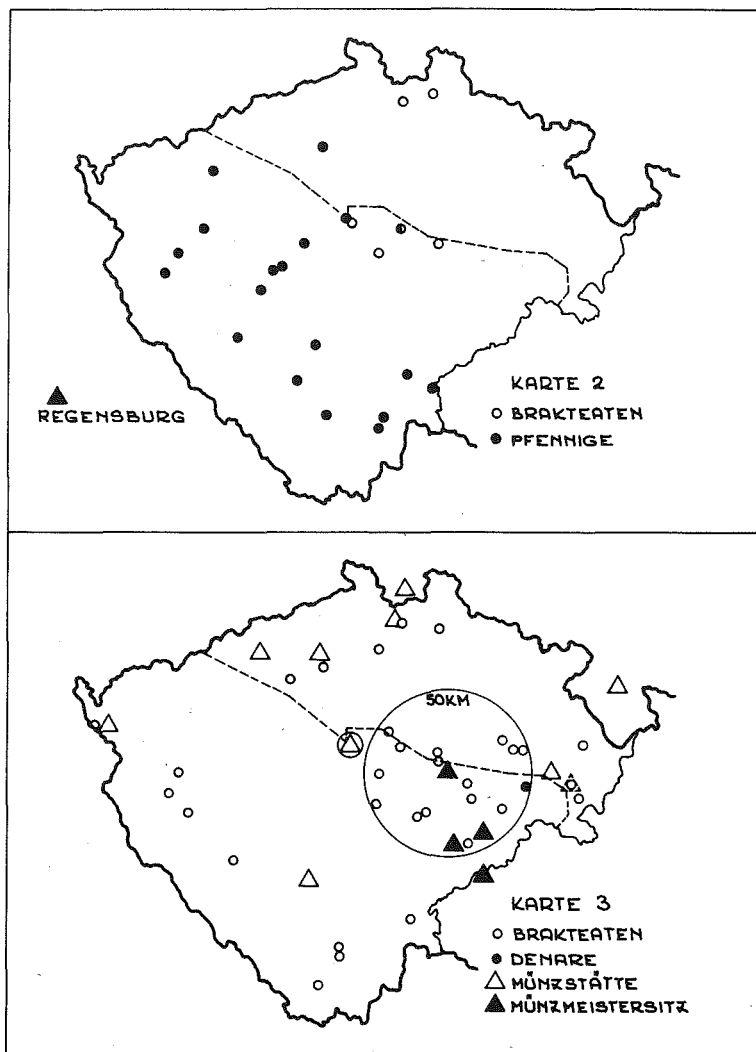 REGENSBURG
KARTE 2
BRAKTEATEN
PFENNIGE
50KM
KARTE 3
BRAKTEATEN
DENARE
MÜNZSTÄTTE
MÜNZMEISTERSITZ